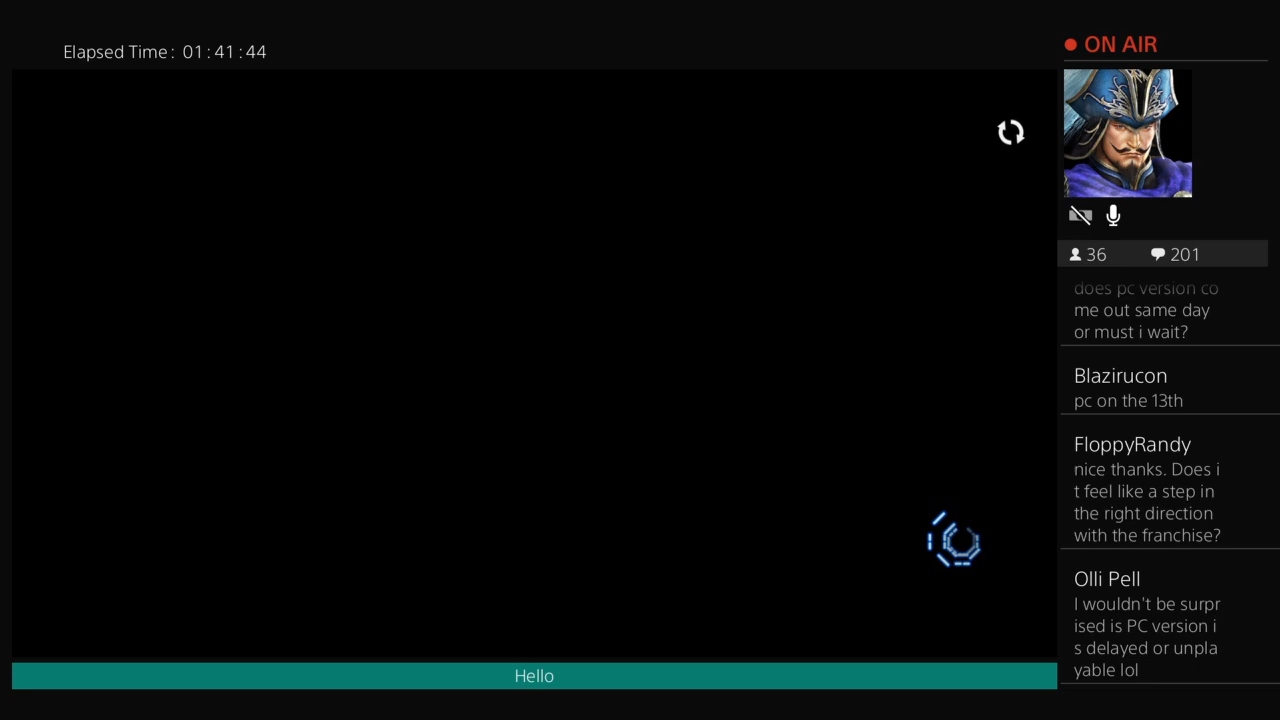 Elapsed Time: 01:41:44
ON AIR
36 201
does pc version co
me out same day
or must i wait?
Blazirucon
pc on the 13th
FloppyRandy
nice thanks. Does i
t feel like a step in
the right direction
with the franchise?
Olli Pell
I wouldn't be surpr
ised is PC version i
s delayed or unpla
yable lol
Hello